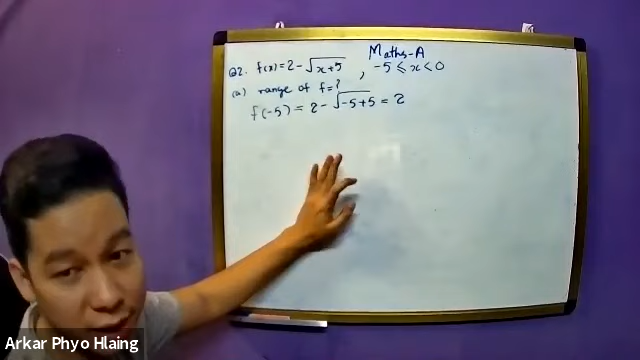 Maths-A
Q2. f(x) = 2 - √(x+5) , -5 ≤ x < 0
(a) range of f = ?
f(-5) = 2 - √(-5+5) = 2
Arkar Phyo Hlaing